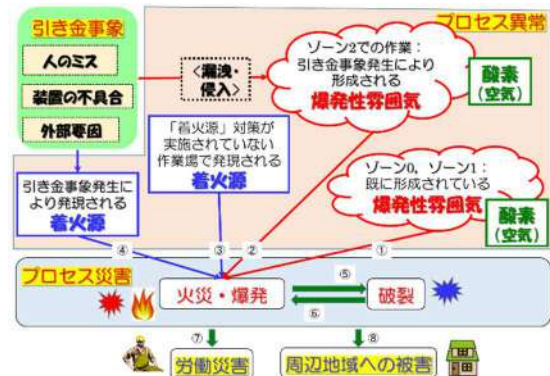 引き金事象
人のミス
装置の不具合
外部要因
プロセス異常
<漏洩・
侵入>
ゾーン2での作業：
引き金事象発生により
形成される
爆発性雰囲気
酸素
(空気)
「着火源」対策が
実施されていない
作業場で発現される
着火源
引き金事象発生に
より発現される
着火源
ゾーン0，ゾーン1：
既に形成されている
爆発性雰囲気
酸素
(空気)
④
③
②
①
プロセス災害
火災・爆発
⑤
⑥
破裂
⑦
⑧
労働災害
周辺地域への被害